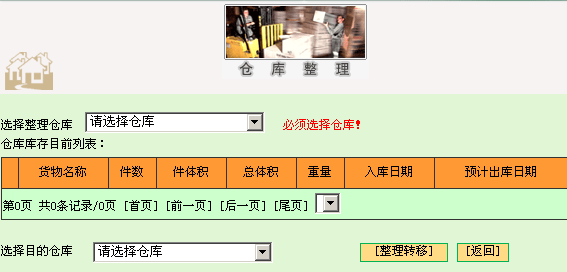 仓 库 整 理
选择整理仓库 请选择仓库 必须选择仓库!
仓库库存目前列表：
货物名称 件数 件体积 总体积 重量 入库日期 预计出库日期
第0页 共0条记录/0页 [首页] [前一页] [后一页] [尾页]
选择目的仓库 请选择仓库 [整理转移] [返回]